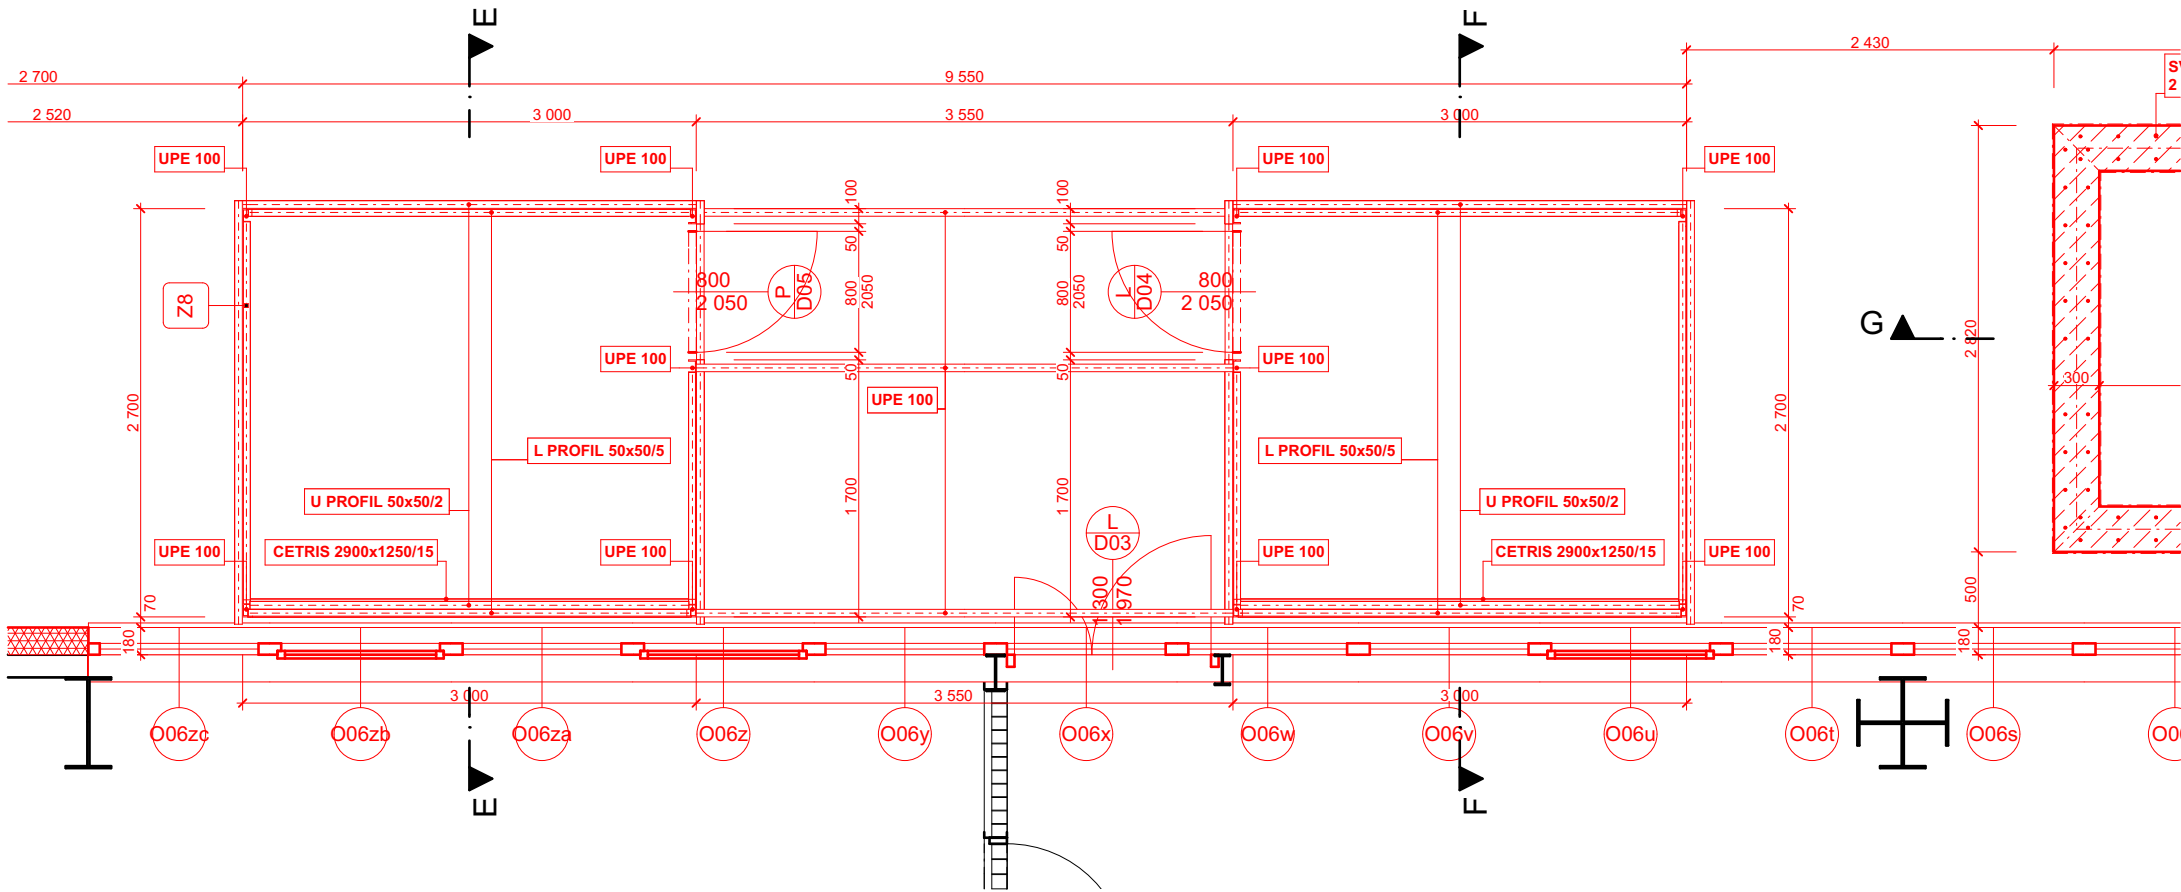 E
F
2 430
2 700
9 550
2 520
3 000
3 550
3 000
UPE 100
UPE 100
UPE 100
UPE 100
100
100
50
50
800
2 050
P
D05
800
2050
800
2050
L
D04
800
2 050
Z8
G
2 820
300
UPE 100
UPE 100
50
50
UPE 100
2 700
2 700
L PROFIL 50x50/5
L PROFIL 50x50/5
U PROFIL 50x50/2
U PROFIL 50x50/2
1 700
1 700
L
D03
1 300
1 970
UPE 100
CETRIS 2900x1250/15
UPE 100
UPE 100
CETRIS 2900x1250/15
UPE 100
70
70
500
180
180
180
3 000
3 550
3 000
O06zc
O06zb
O06za
O06z
O06y
O06x
O06w
O06v
O06u
O06t
O06s
E
F